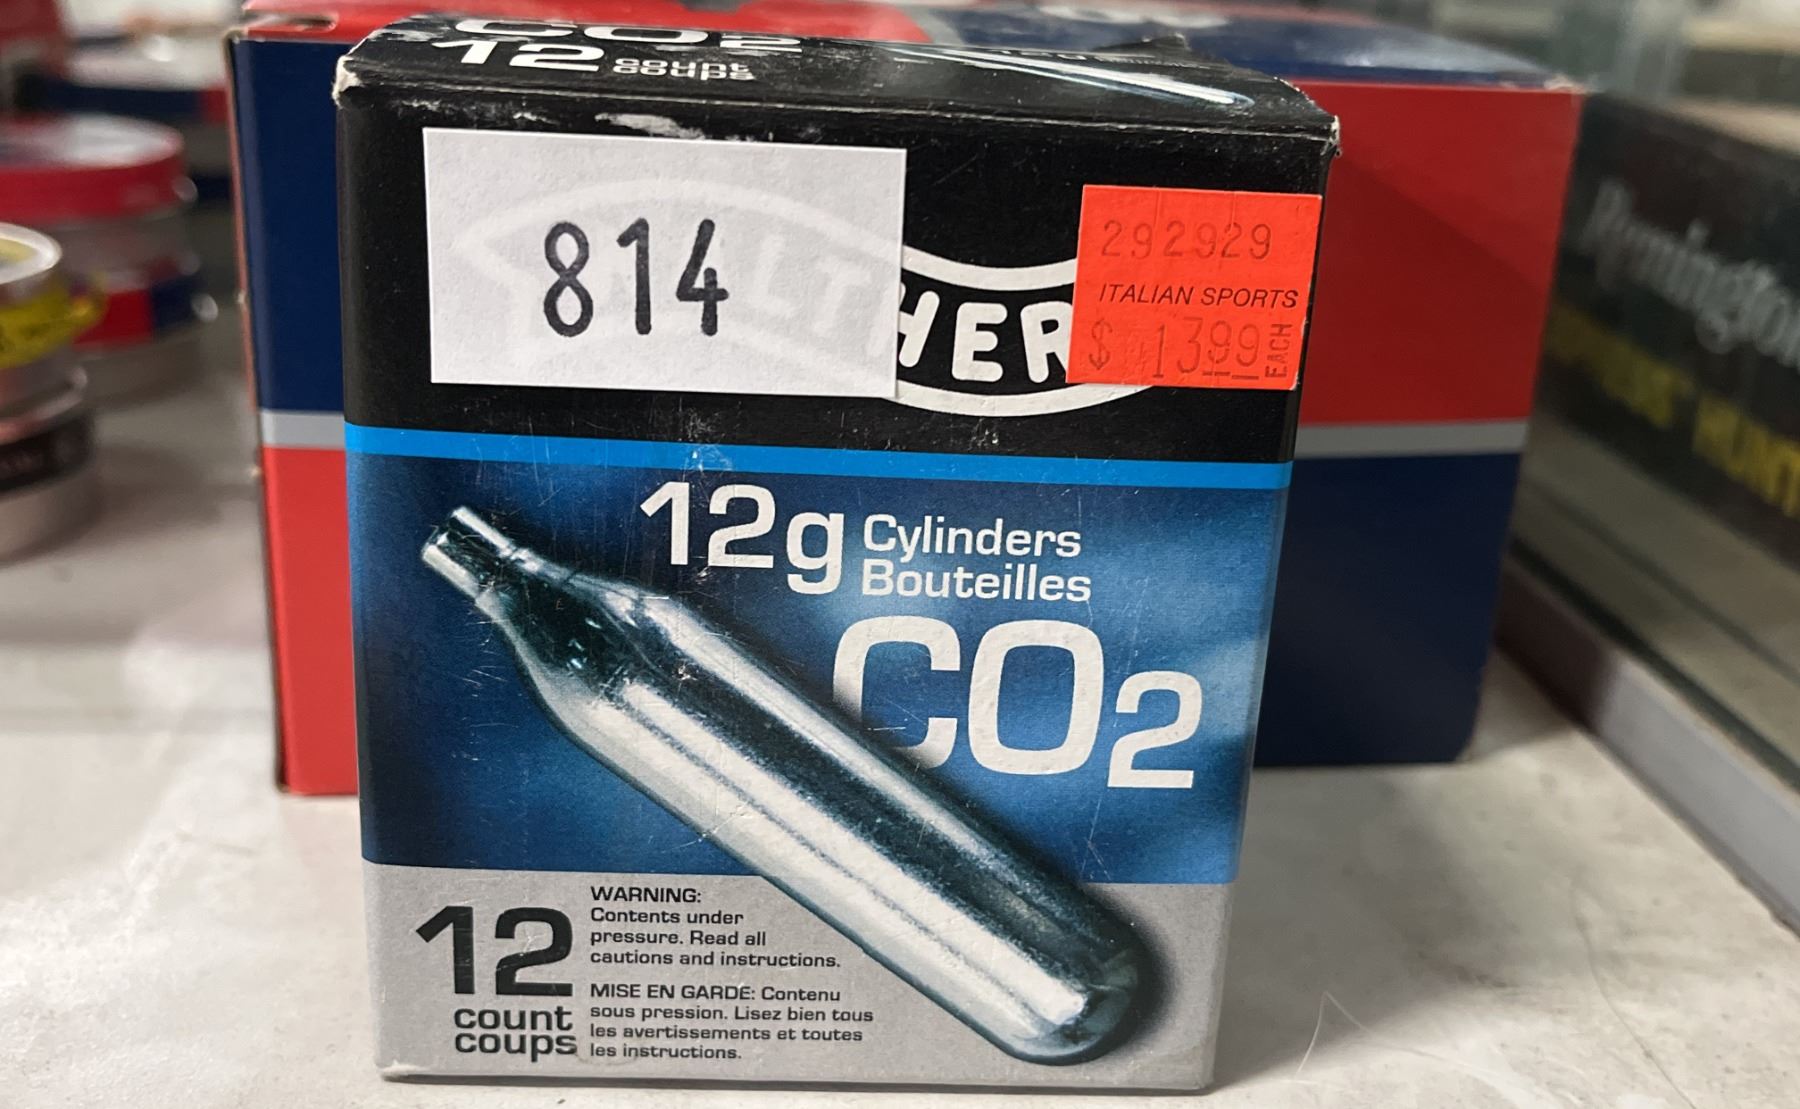 CO2
12 count
coups
814
WALTHER
292929
ITALIAN SPORTS
$ 13.99 EACH
12g Cylinders
Bouteilles
CO2
12
count
coups
WARNING:
Contents under
pressure. Read all
cautions and instructions.
MISE EN GARDE: Contenu
sous pression. Lisez bien tous
les avertissements et toutes
les instructions.
Remington